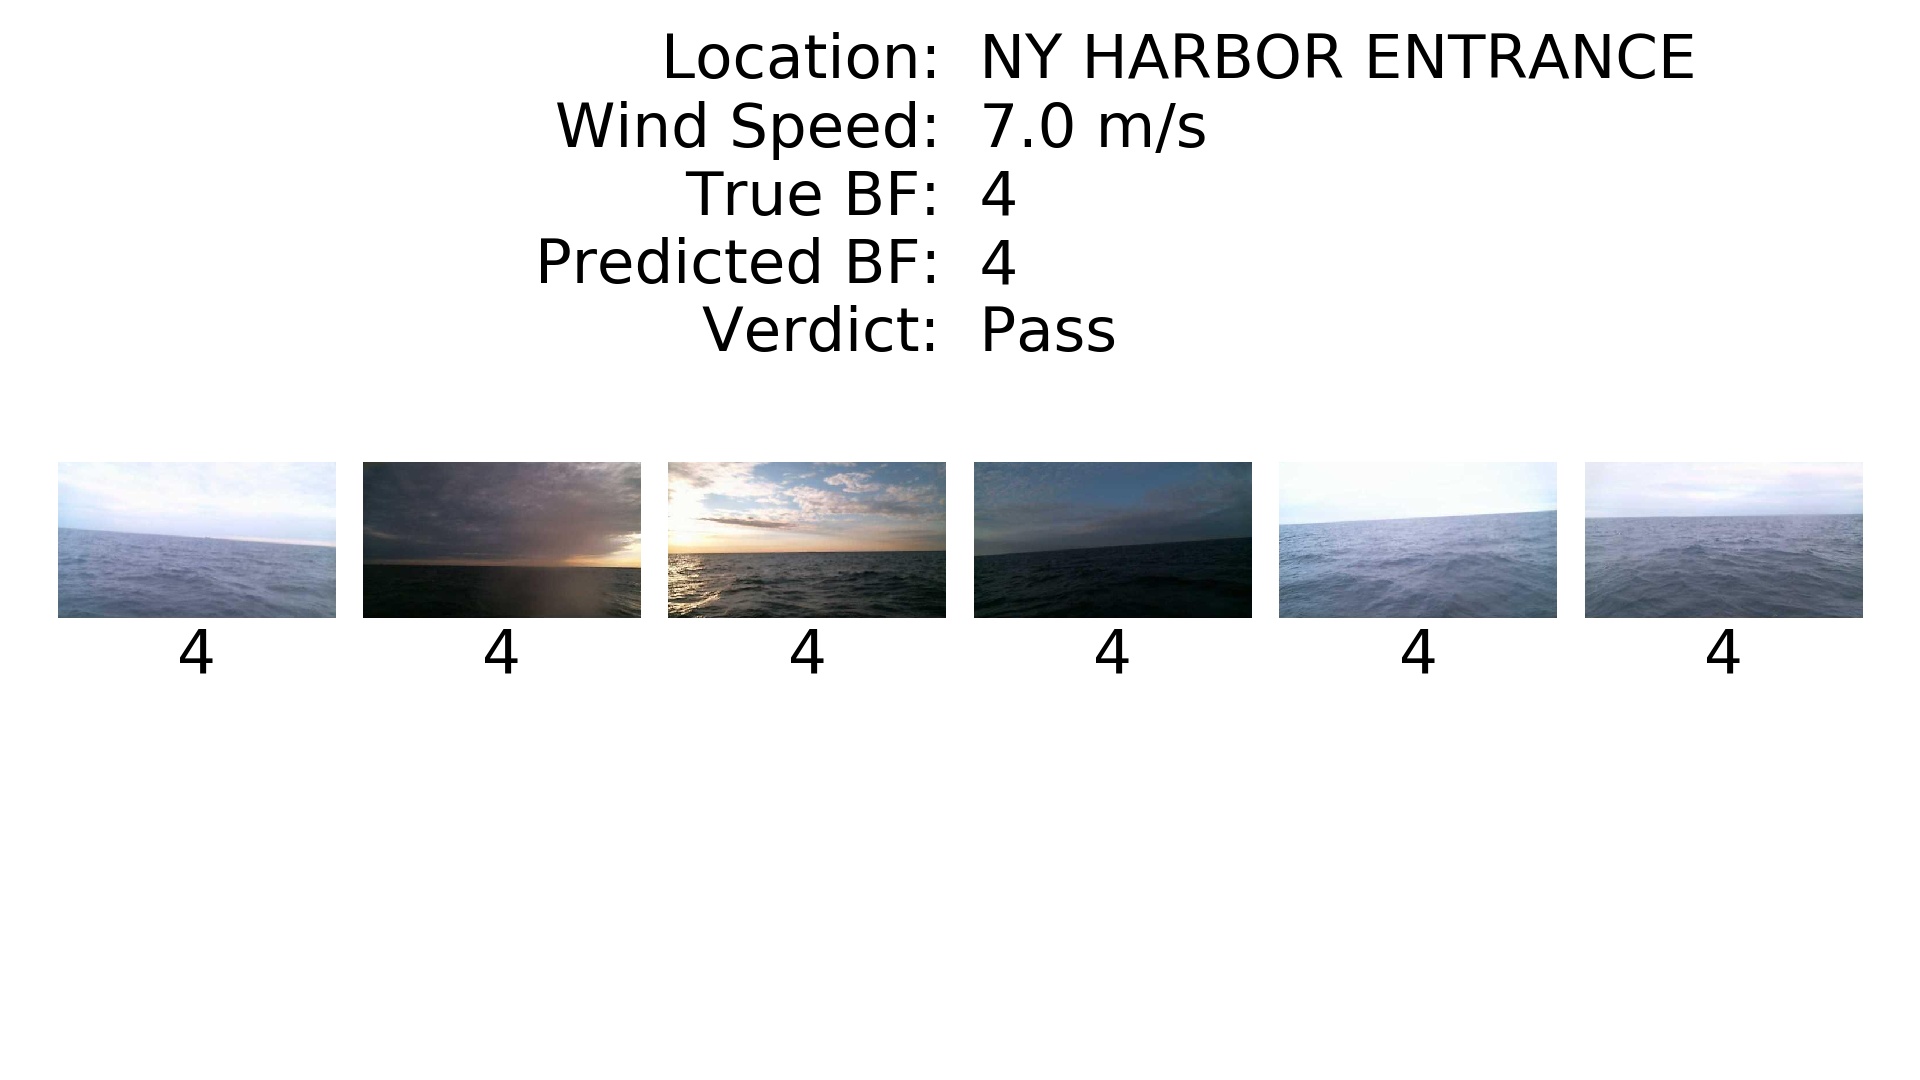 Location: NY HARBOR ENTRANCE
Wind Speed: 7.0 m/s
True BF: 4
Predicted BF: 4
Verdict: Pass
4 4 4 4 4 4